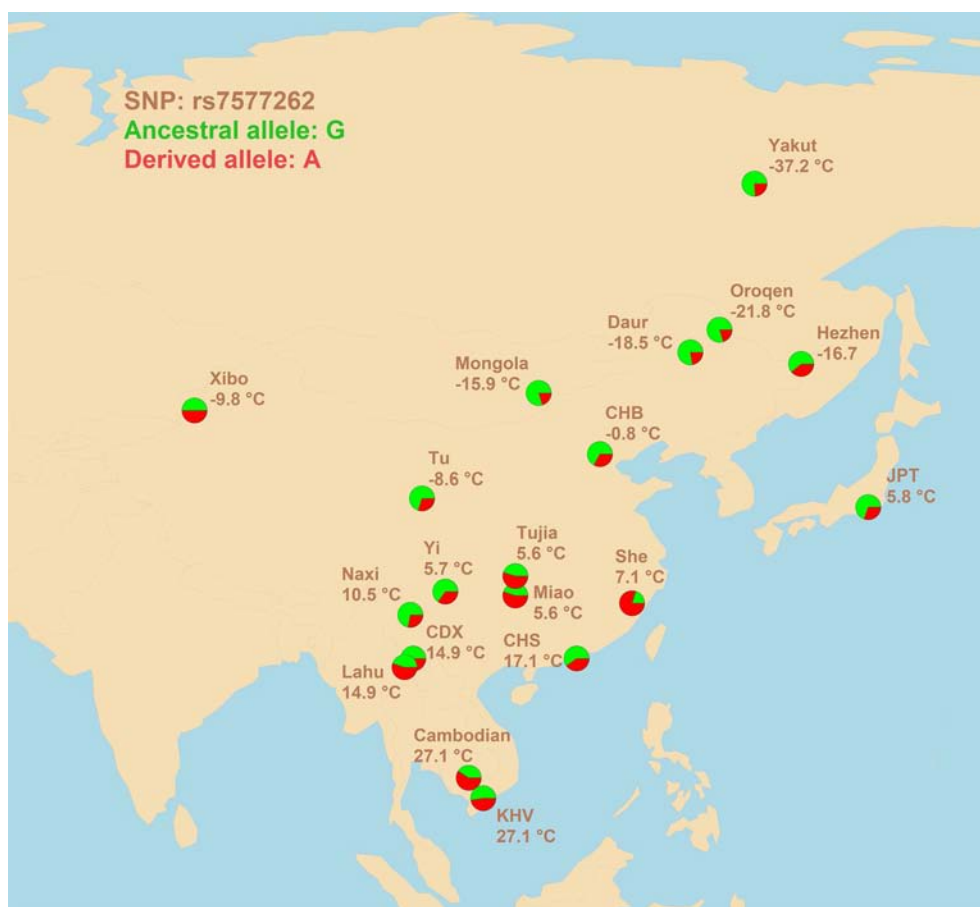 SNP: rs7577262
Ancestral allele: G
Derived allele: A
Yakut
-37.2 °C
Oroqen
-21.8 °C
Daur
-18.5 °C
Hezhen
-16.7
Mongola
-15.9 °C
Xibo
-9.8 °C
CHB
-0.8 °C
Tu
-8.6 °C
JPT
5.8 °C
Tujia
5.6 °C
She
7.1 °C
Yi
5.7 °C
Naxi
10.5 °C
Miao
5.6 °C
CDX
14.9 °C
CHS
17.1 °C
Lahu
14.9 °C
Cambodian
27.1 °C
KHV
27.1 °C